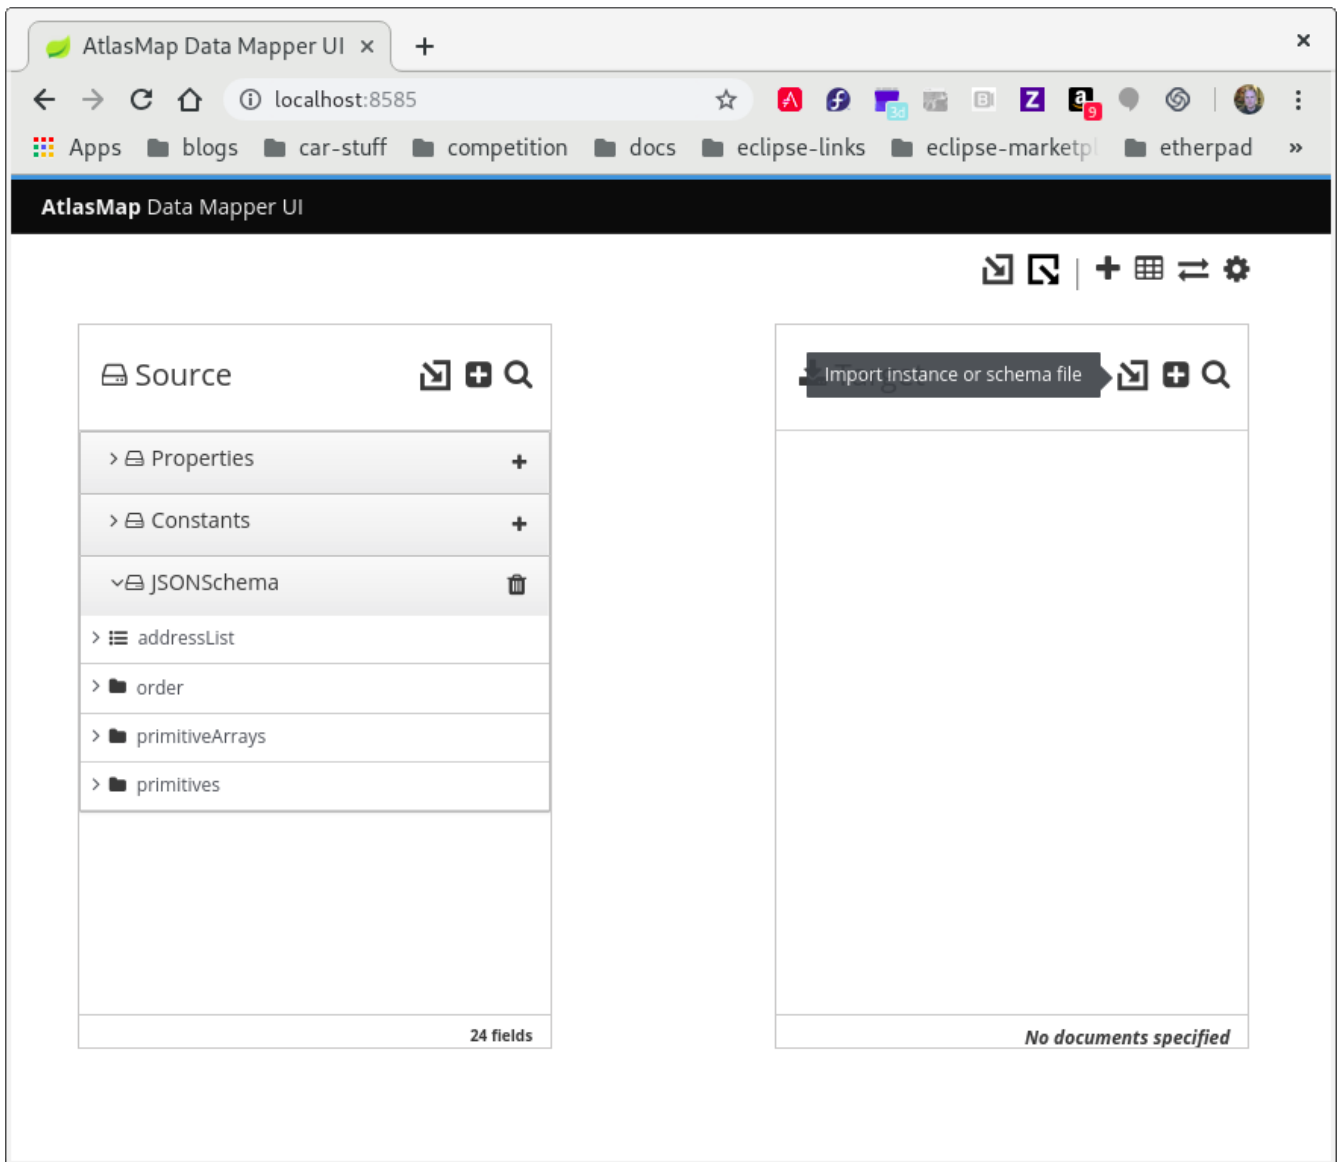 AtlasMap Data Mapper UI
localhost:8585
3d
B
Z
a
9
Apps blogs car-stuff competition docs eclipse-links eclipse-marketpl etherpad »
AtlasMap Data Mapper UI
Source
Import instance or schema file
Properties
Constants
JSONSchema
addressList
order
primitiveArrays
primitives
24 fields
No documents specified